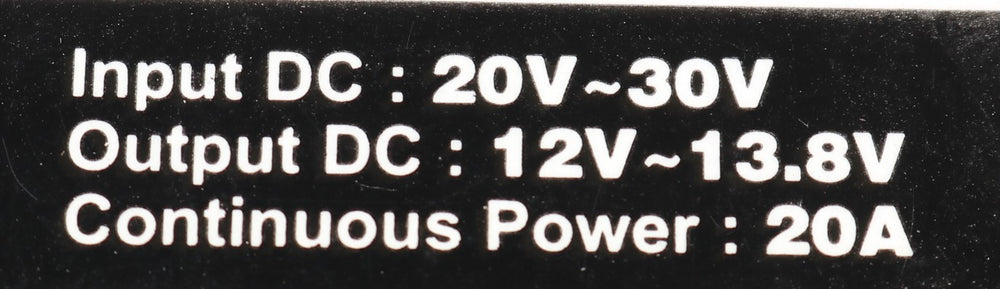 Input DC : 20V~30V
Output DC : 12V~13.8V
Continuous Power : 20A